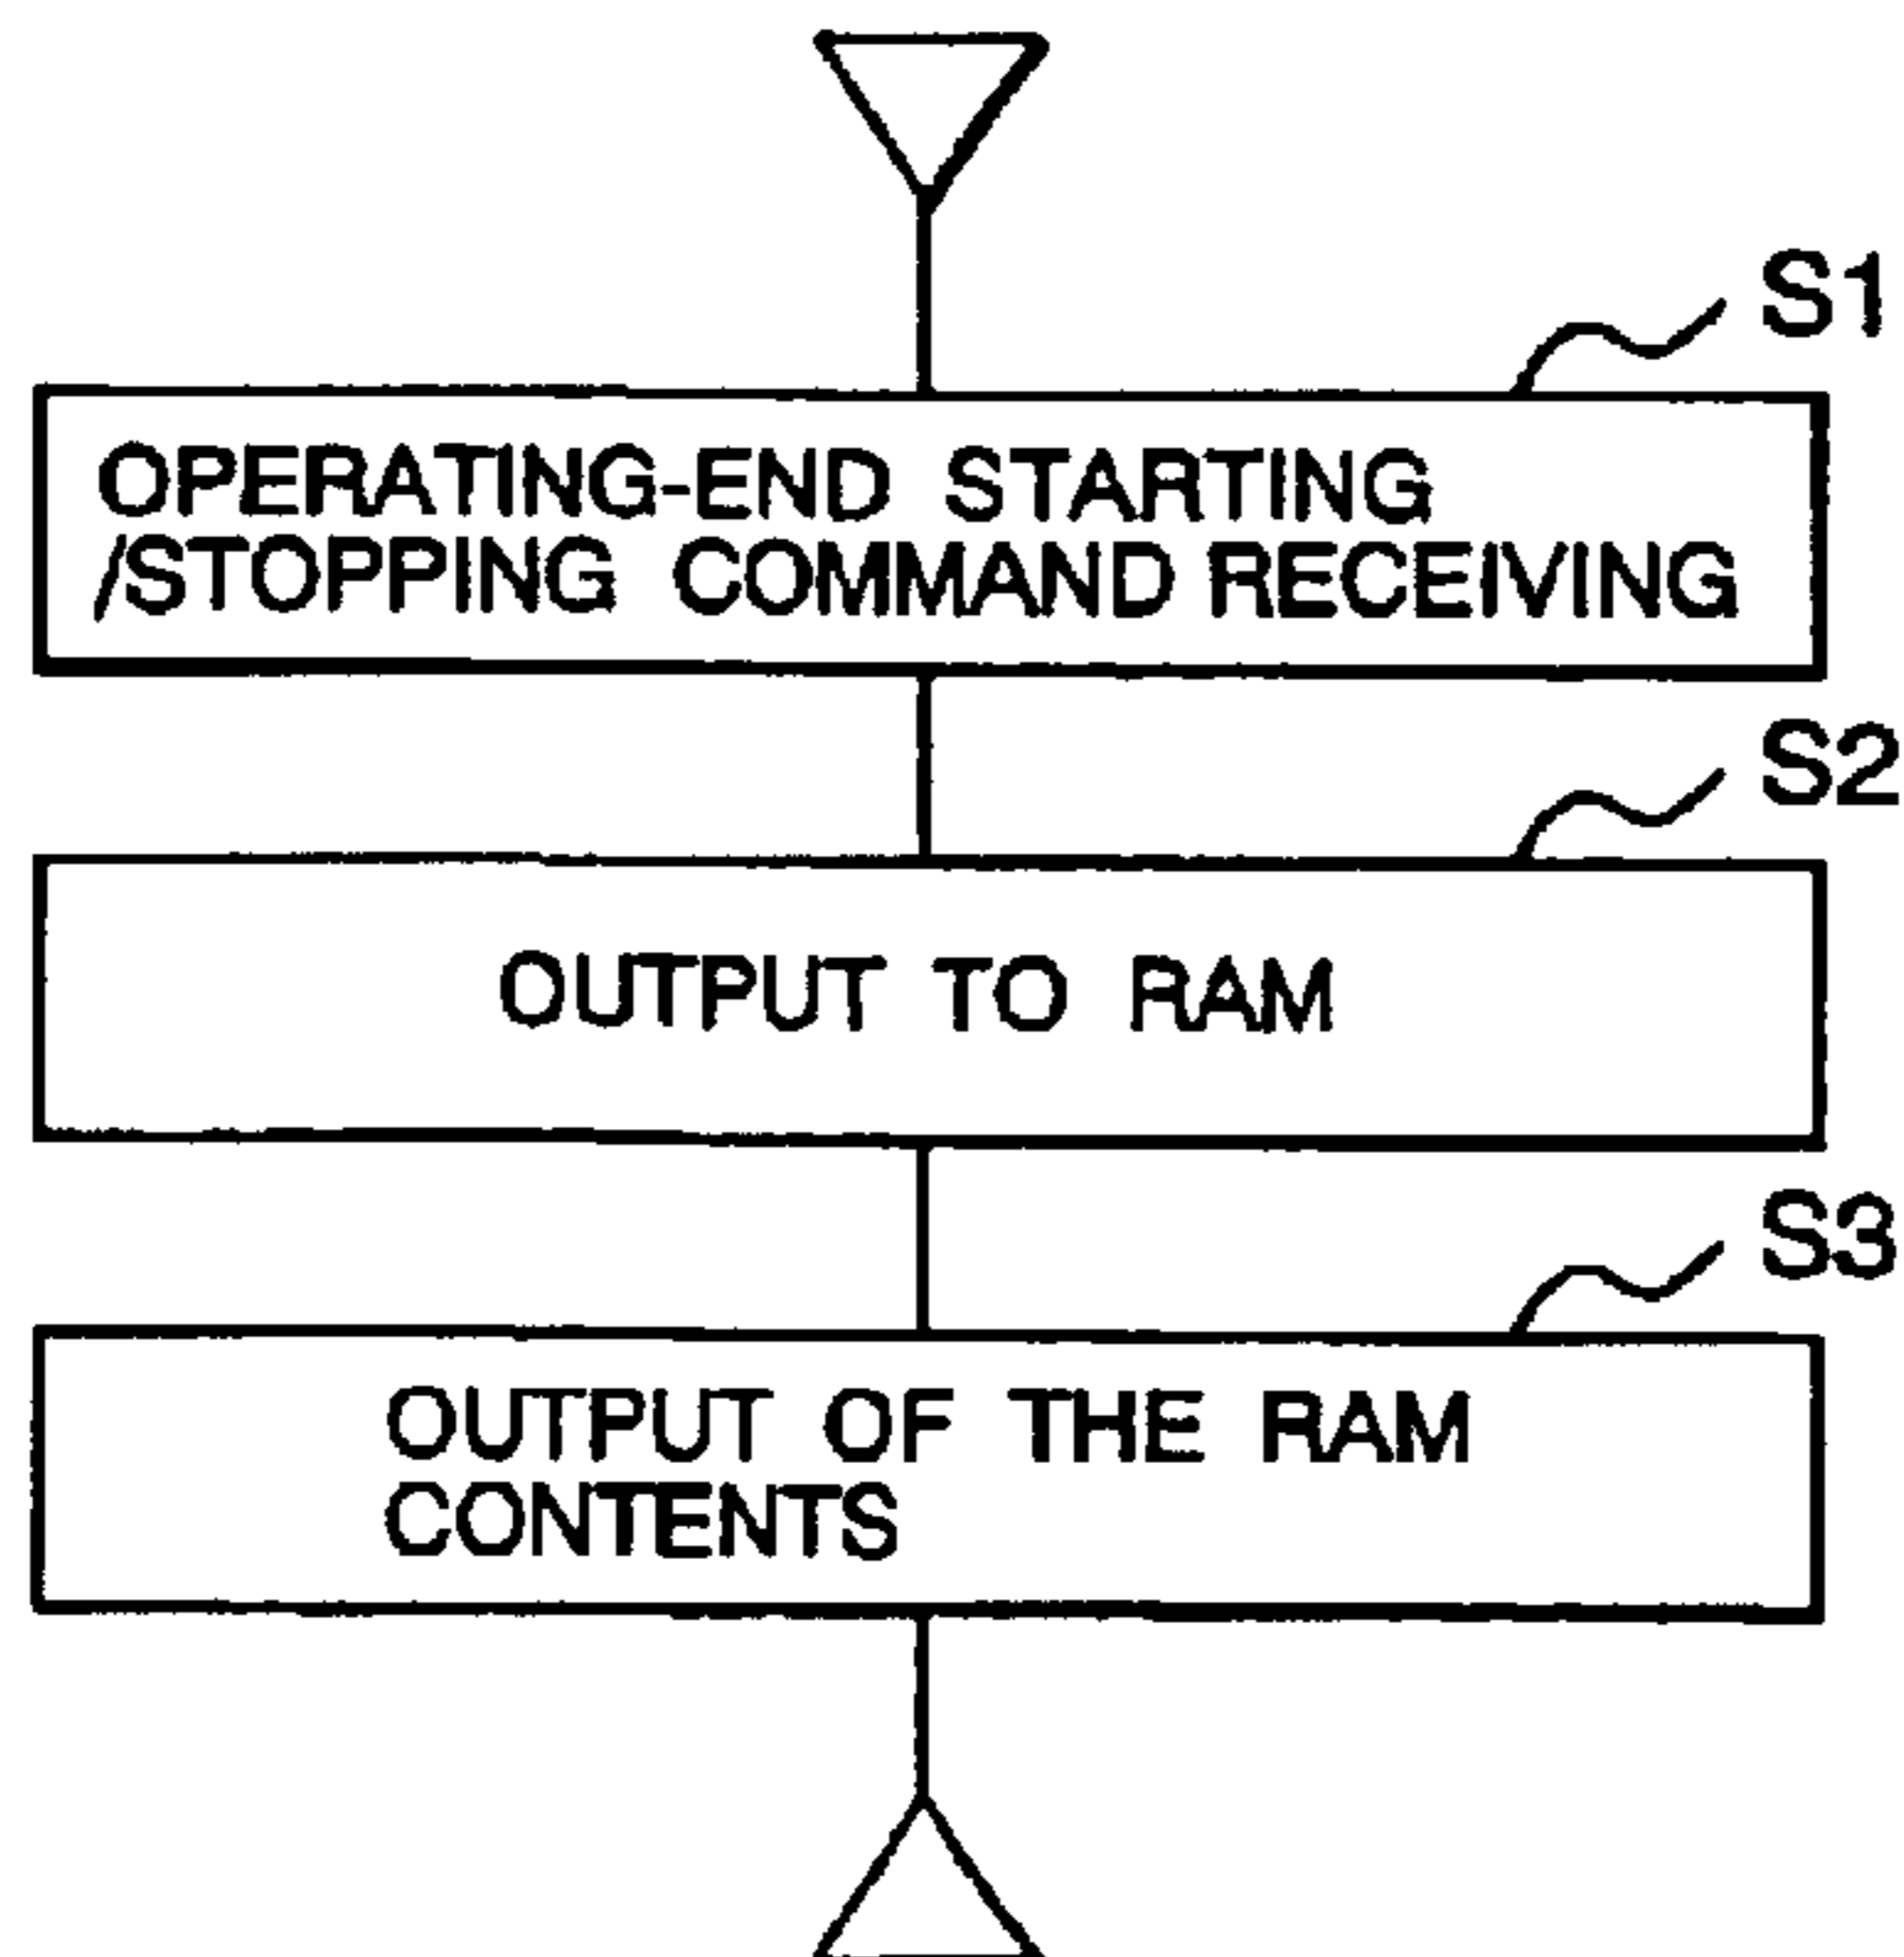 S1
OPERATING-END STARTING
/STOPPING COMMAND RECEIVING
S2
OUTPUT TO RAM
S3
OUTPUT OF THE RAM
CONTENTS